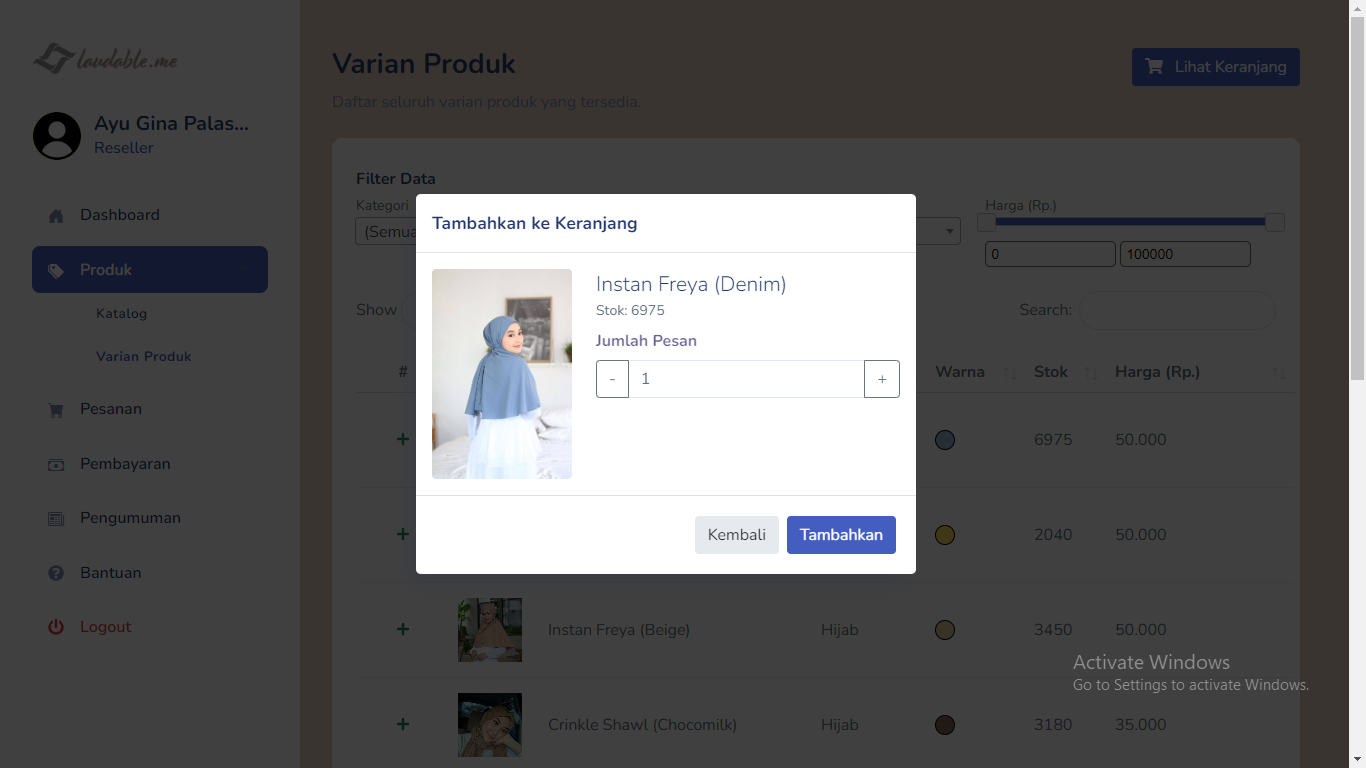 laudable.me
Ayu Gina Palas...
Reseller
Dashboard
Produk
Katalog
Varian Produk
Pesanan
Pembayaran
Pengumuman
Bantuan
Logout
Varian Produk
Daftar seluruh varian produk yang tersedia.
Lihat Keranjang
Filter Data
Kategori
(Semua
Harga (Rp.)
0
100000
Show
Search:
# Warna Stok Harga (Rp.)
+ 6975 50.000
+ 2040 50.000
+ Instan Freya (Beige) Hijab 3450 50.000
+ Crinkle Shawl (Chocomilk) Hijab 3180 35.000
Tambahkan ke Keranjang
Instan Freya (Denim)
Stok: 6975
Jumlah Pesan
- 1 +
Kembali
Tambahkan
Activate Windows
Go to Settings to activate Windows.